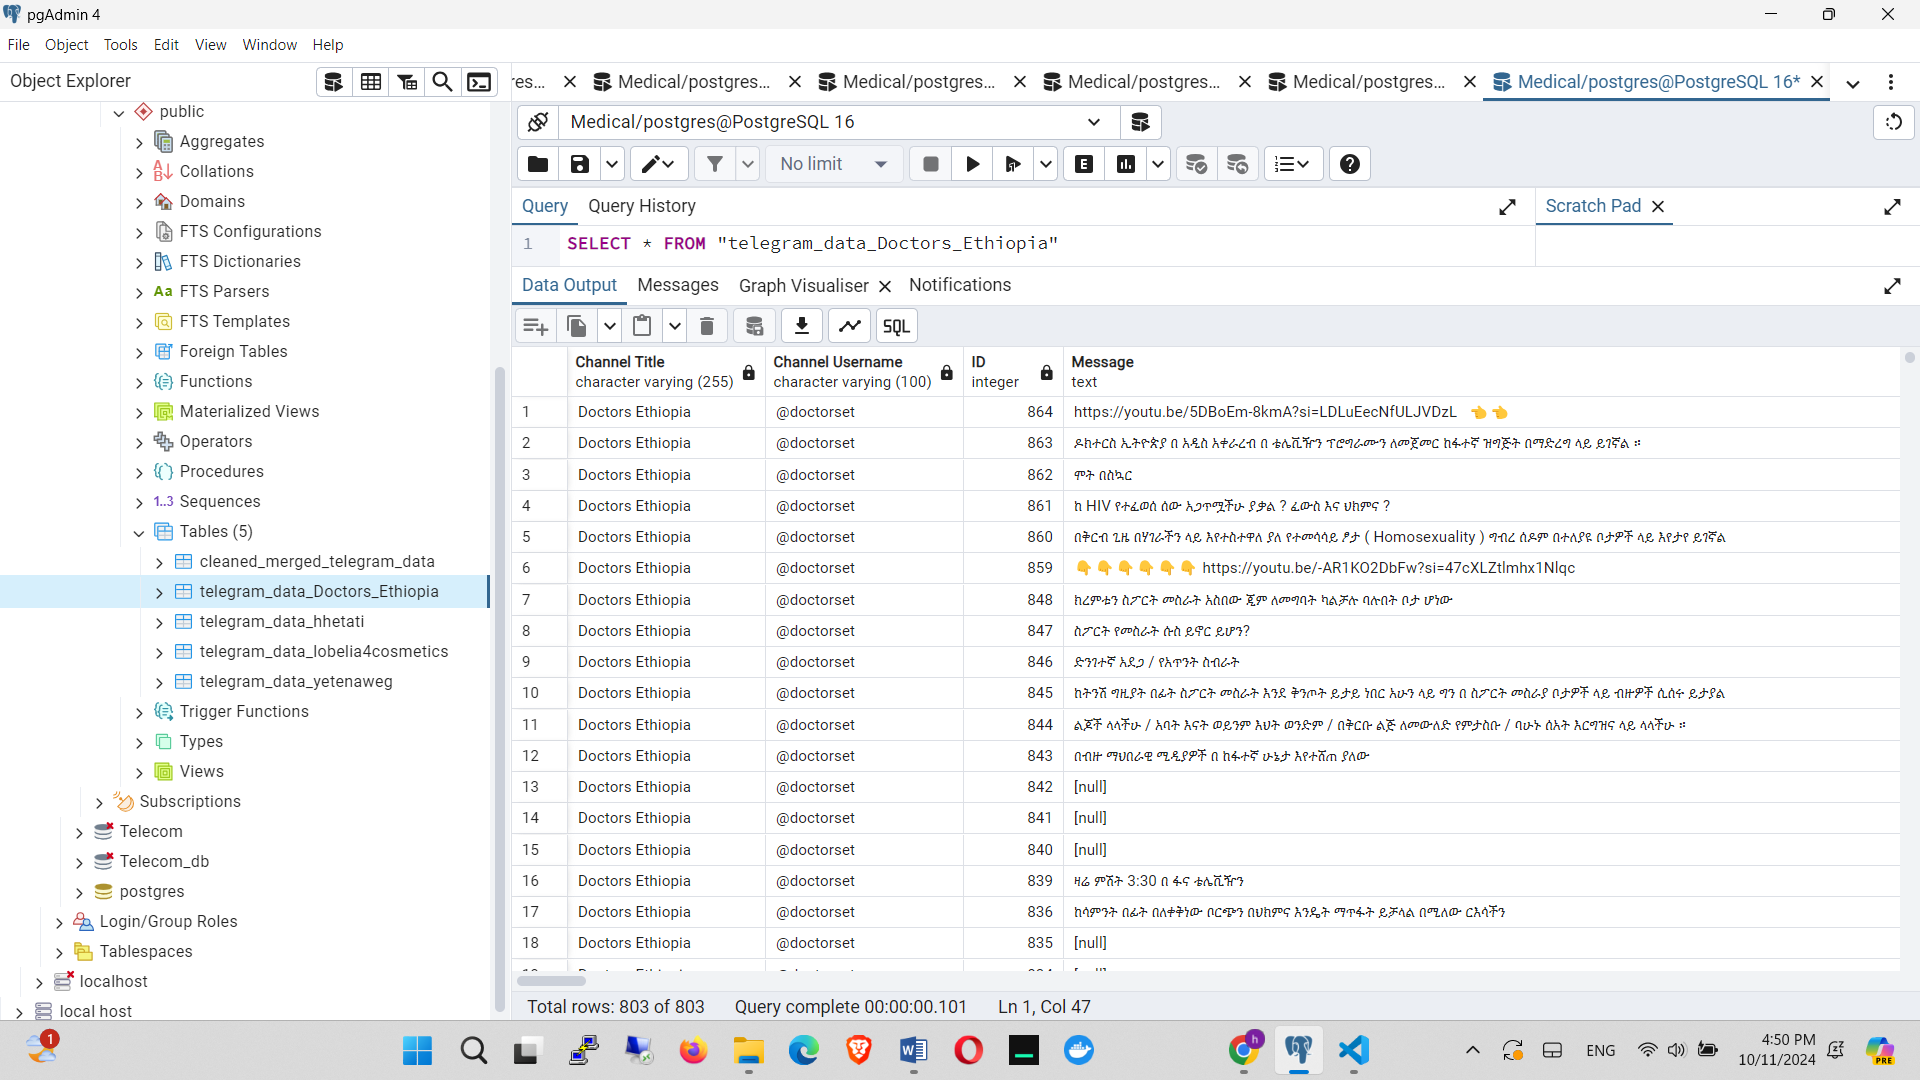 pgAdmin 4
File Object Tools Edit View Window Help
Object Explorer
public
Aggregates
Collations
Domains
FTS Configurations
FTS Dictionaries
Aa FTS Parsers
FTS Templates
Foreign Tables
Functions
Materialized Views
Operators
Procedures
1..3 Sequences
Tables (5)
cleaned_merged_telegram_data
telegram_data_Doctors_Ethiopia
telegram_data_hhetati
telegram_data_lobelia4cosmetics
telegram_data_yetenaweg
Trigger Functions
Types
Views
Subscriptions
Telecom
Telecom_db
postgres
Login/Group Roles
Tablespaces
localhost
local host
res... Medical/postgres... Medical/postgres... Medical/postgres... Medical/postgres... Medical/postgres@PostgreSQL 16*
Medical/postgres@PostgreSQL 16
No limit E
Query Query History Scratch Pad
1 SELECT * FROM "telegram_data_Doctors_Ethiopia"
Data Output Messages Graph Visualiser Notifications
SQL
Channel Title Channel Username ID Message
character varying (255) character varying (100) integer text
1 Doctors Ethiopia @doctorset 864 https://youtu.be/5DBoEm-8kmA?si=LDLuEecNfULJVDzL 👈👈
2 Doctors Ethiopia @doctorset 863 ዶክተርስ ኢትዮጵያ በ አዲስ አቀራረብ በ ቴሌቪዥን ፕሮግራሙን ለመጀመር ከፋተኛ ዝግጅት በማድረግ ላይ ይገኛል ።
3 Doctors Ethiopia @doctorset 862 ሞት በስኳር
4 Doctors Ethiopia @doctorset 861 ከ HIV የተፈወሰ ሰው አጋጥሟችሁ ያቃል ? ፈውስ እና ህክምና ?
5 Doctors Ethiopia @doctorset 860 በቅርብ ጊዜ በሃገራችን ላይ እየተስተዋለ ያለ የተመሳሳይ ፆታ ( Homosexuality ) ግብረ ሰዶም በተለያዩ ቦታዎች ላይ እየታየ ይገኛል
6 Doctors Ethiopia @doctorset 859 👇👇👇👇👇👇 https://youtu.be/-AR1KO2DbFw?si=47cXLZtlmhx1Nlqc
7 Doctors Ethiopia @doctorset 848 ከረምቱን ስፖርት መስራት አስበው ጂም ለመግባት ካልቻሉ ባሉበት ቦታ ሆነው
8 Doctors Ethiopia @doctorset 847 ስፖርት የመስራት ሱስ ይኖር ይሆን?
9 Doctors Ethiopia @doctorset 846 ድንገተኛ አደጋ / የአጥንት ስብራት
10 Doctors Ethiopia @doctorset 845 ከትንሽ ግዚያት በፊት ስፖርት መስራት እንደ ቅንጦት ይታይ ነበር አሁን ላይ ግን በ ስፖርት መስራያ ቦታዎች ላይ ብዙዎች ሲሰሩ ይታያል
11 Doctors Ethiopia @doctorset 844 ልጆች ላላችሁ / አባት እናት ወይንም እህት ወንድም / በቅርቡ ልጅ ለመውለድ የምታስቡ / ባሁኑ ሰአት እርግዝና ላይ ላላችሁ ።
12 Doctors Ethiopia @doctorset 843 በብዙ ማህበራዊ ሚዲያዎች በ ከፋተኛ ሁኔታ እየተሸጠ ያለው
13 Doctors Ethiopia @doctorset 842 [null]
14 Doctors Ethiopia @doctorset 841 [null]
15 Doctors Ethiopia @doctorset 840 [null]
16 Doctors Ethiopia @doctorset 839 ዛሬ ምሽት 3:30 በ ፋና ቴሌቪዥን
17 Doctors Ethiopia @doctorset 836 ከሳምንት በፊት በለቀቅነው ቦርጭን በህክምና እንዴት ማጥፋት ይቻላል በሚለው ርእሳችን
18 Doctors Ethiopia @doctorset 835 [null]
Total rows: 803 of 803 Query complete 00:00:00.101 Ln 1, Col 47
1 h ENG 4:50 PM
10/11/2024 PRE